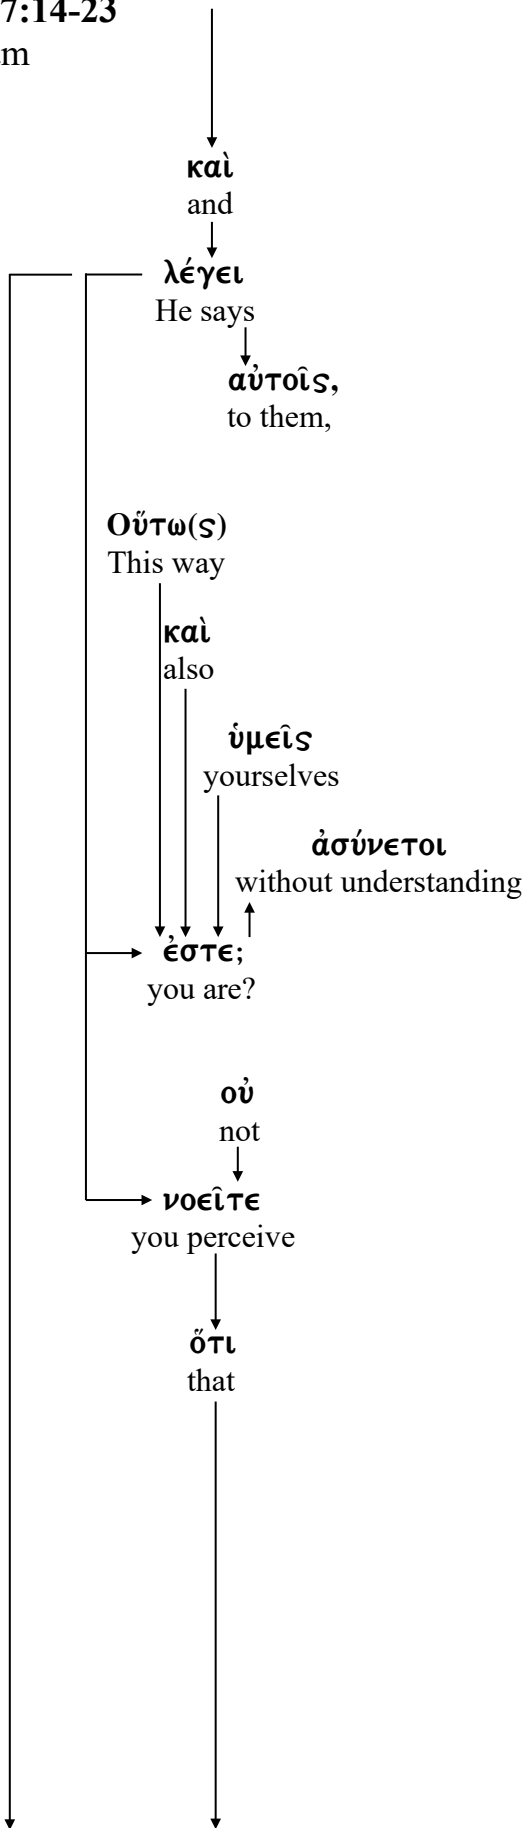 7:14-23
καὶ
and
λέγει
He says
αὐτοῖς,
to them,
Οὕτω(ς)
This way
καὶ
also
ὑμεῖς
yourselves
ἀσύνετοι
without understanding
ἐστε;
you are?
οὐ
not
νοεῖτε
you perceive
ὅτι
that